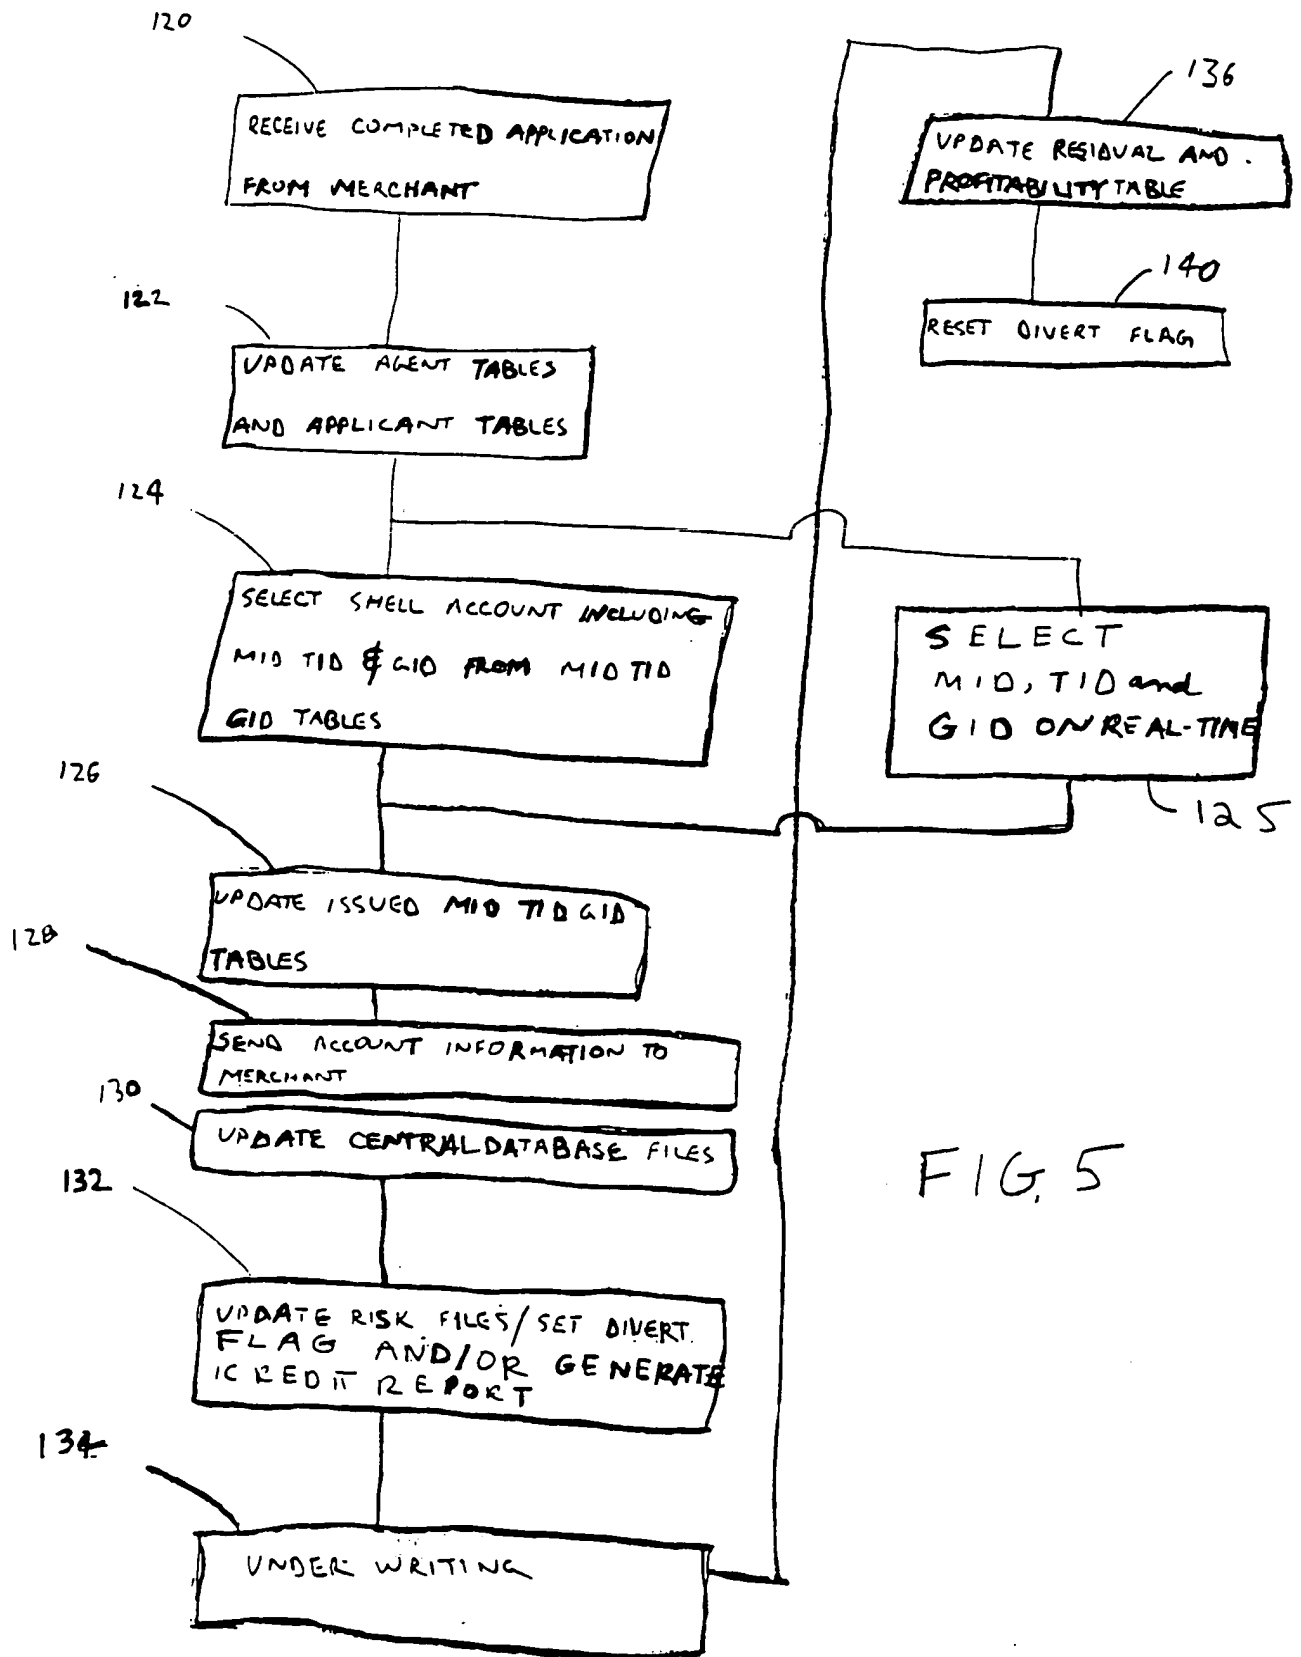 120
RECEIVE COMPLETED APPLICATION
FROM MERCHANT
122
UPDATE AGENT TABLES
AND APPLICANT TABLES
124
SELECT SHELL ACCOUNT INCLUDING
MID TID & GID FROM MID TID
GID TABLES
126
UPDATE ISSUED MID TID GID
TABLES
128
SEND ACCOUNT INFORMATION TO
MERCHANT
130
UPDATE CENTRAL DATABASE FILES
132
UPDATE RISK FILES/SET DIVERT
FLAG AND/OR GENERATE
CREDIT REPORT
134
UNDER WRITING
136
UPDATE RESIDUAL AND
PROFITABILITY TABLE
140
RESET DIVERT FLAG
SELECT
MID, TID and
GID ON REAL-TIME
125
FIG. 5